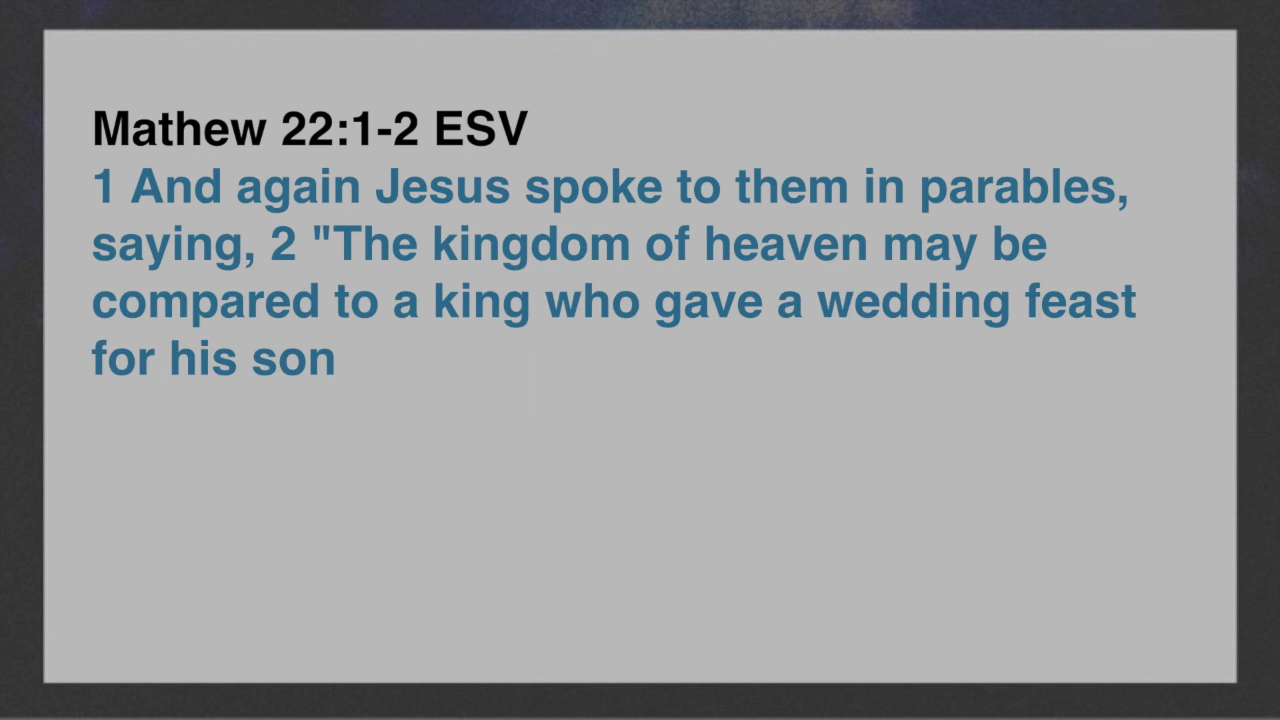 Mathew 22:1-2 ESV
1 And again Jesus spoke to them in parables,
saying, 2 "The kingdom of heaven may be
compared to a king who gave a wedding feast
for his son